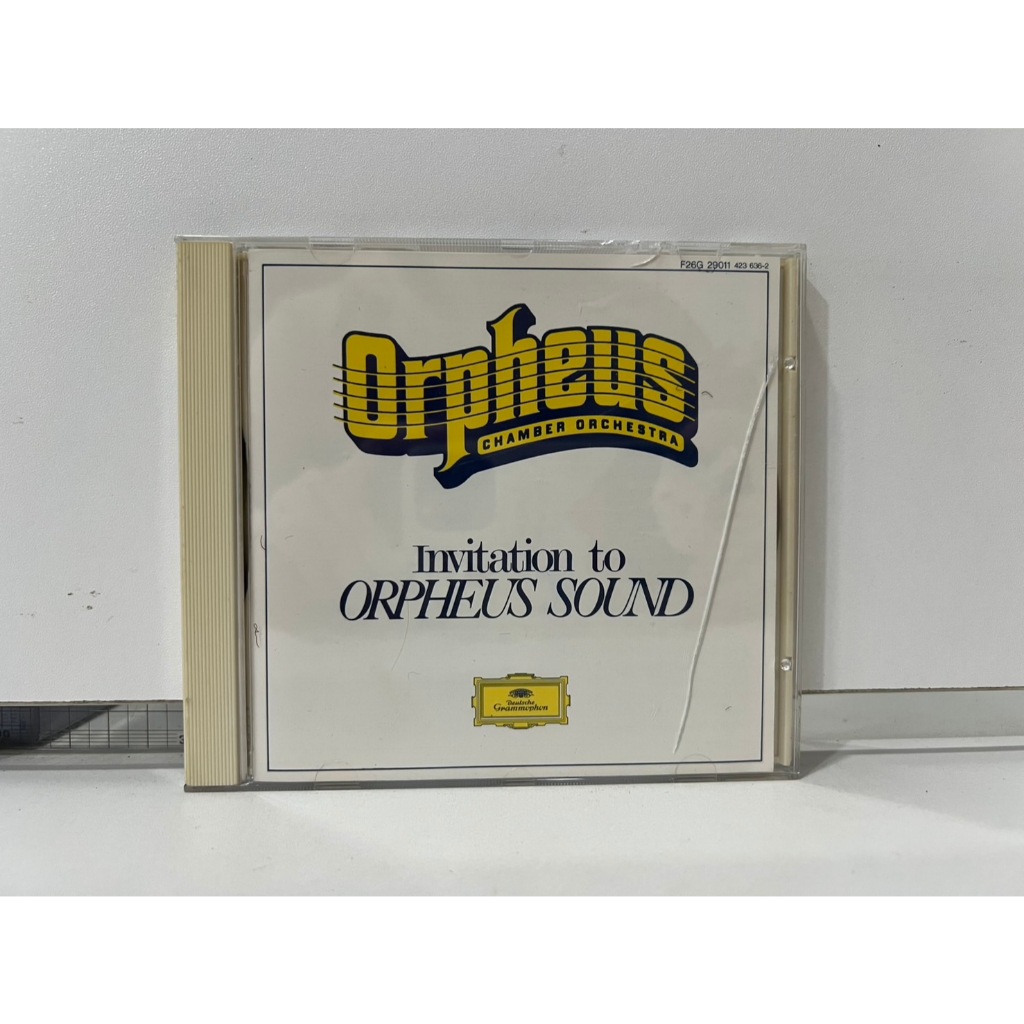 F26G 29011 423 636-2
Orpheus
CHAMBER ORCHESTRA
Invitation to
ORPHEUS SOUND
Deutsche
Grammophon